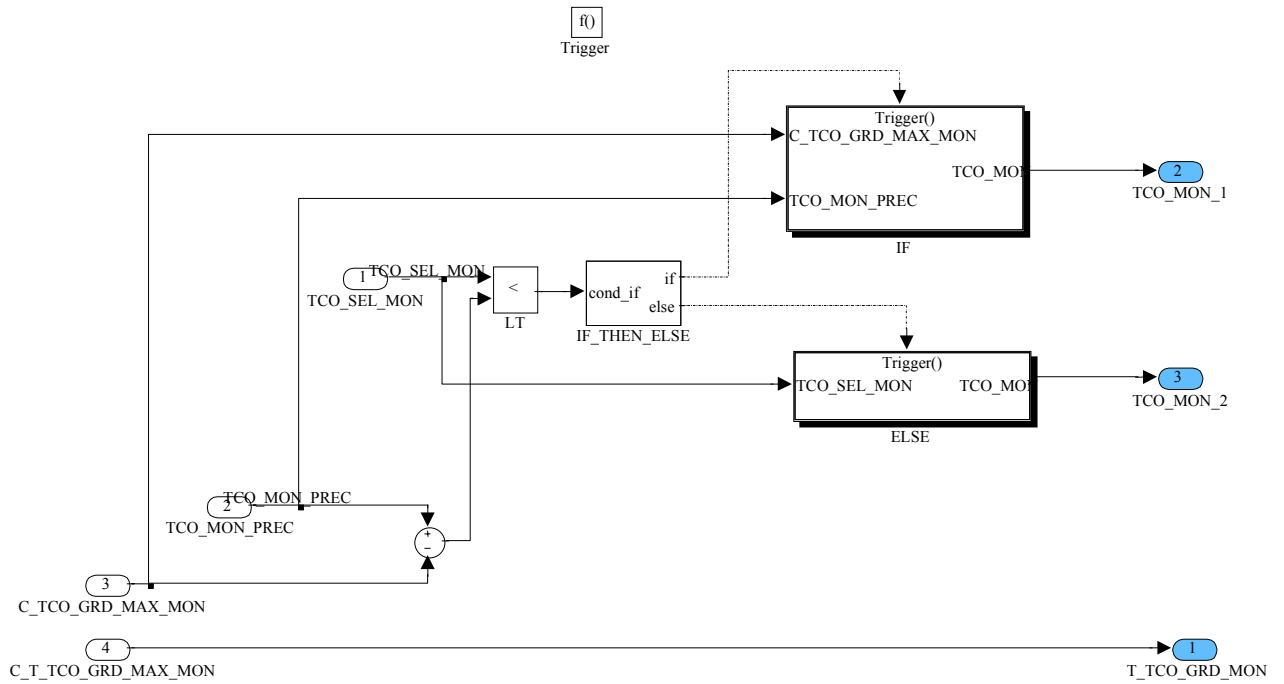 f()
Trigger
Trigger()
C_TCO_GRD_MAX_MON
TCO_MON
TCO_MON_PREC
IF
2
TCO_MON_1
1
TCO_SEL_MON
TCO_SEL_MON
<
LT
cond_if
if
else
IF_THEN_ELSE
Trigger()
TCO_SEL_MON
TCO_MON
ELSE
3
TCO_MON_2
2
TCO_MON_PREC
TCO_MON_PREC
+
−
3
C_TCO_GRD_MAX_MON
4
C_T_TCO_GRD_MAX_MON
1
T_TCO_GRD_MON